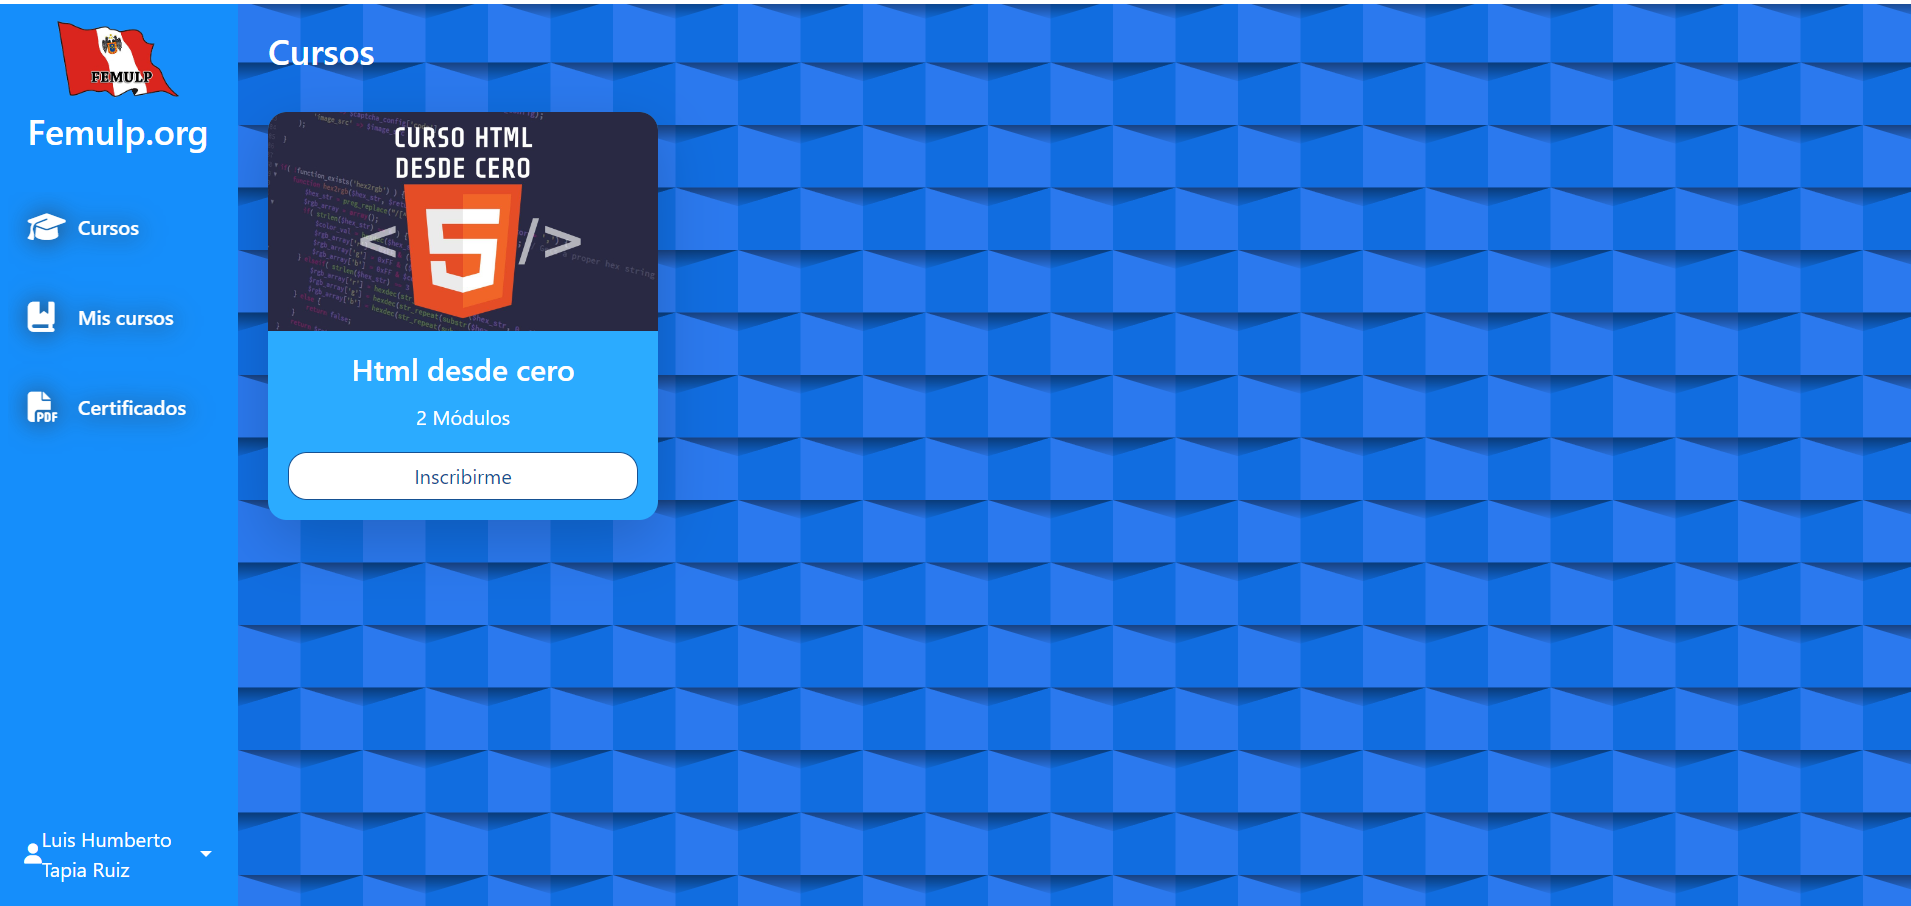 FEMULP
Femulp.org
Cursos
Mis cursos
PDF
Certificados
Luis Humberto
Tapia Ruiz
Cursos
CURSO HTML
DESDE CERO
< 5 />
Html desde cero
2 Módulos
Inscribirme